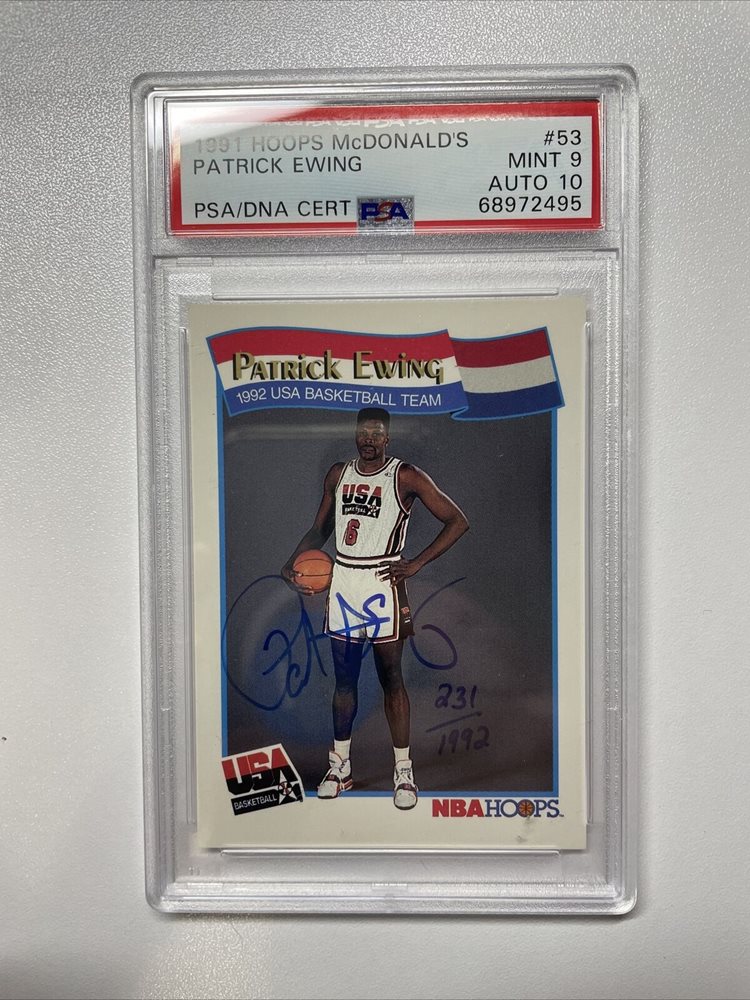 1991 HOOPS McDONALD'S #53
PATRICK EWING MINT 9
AUTO 10
PSA/DNA CERT PSA 68972495
PATRICK EWING
1992 USA BASKETBALL TEAM
USA
BASKETBALL
6
231
1992
USA
BASKETBALL
NBA HOOPS